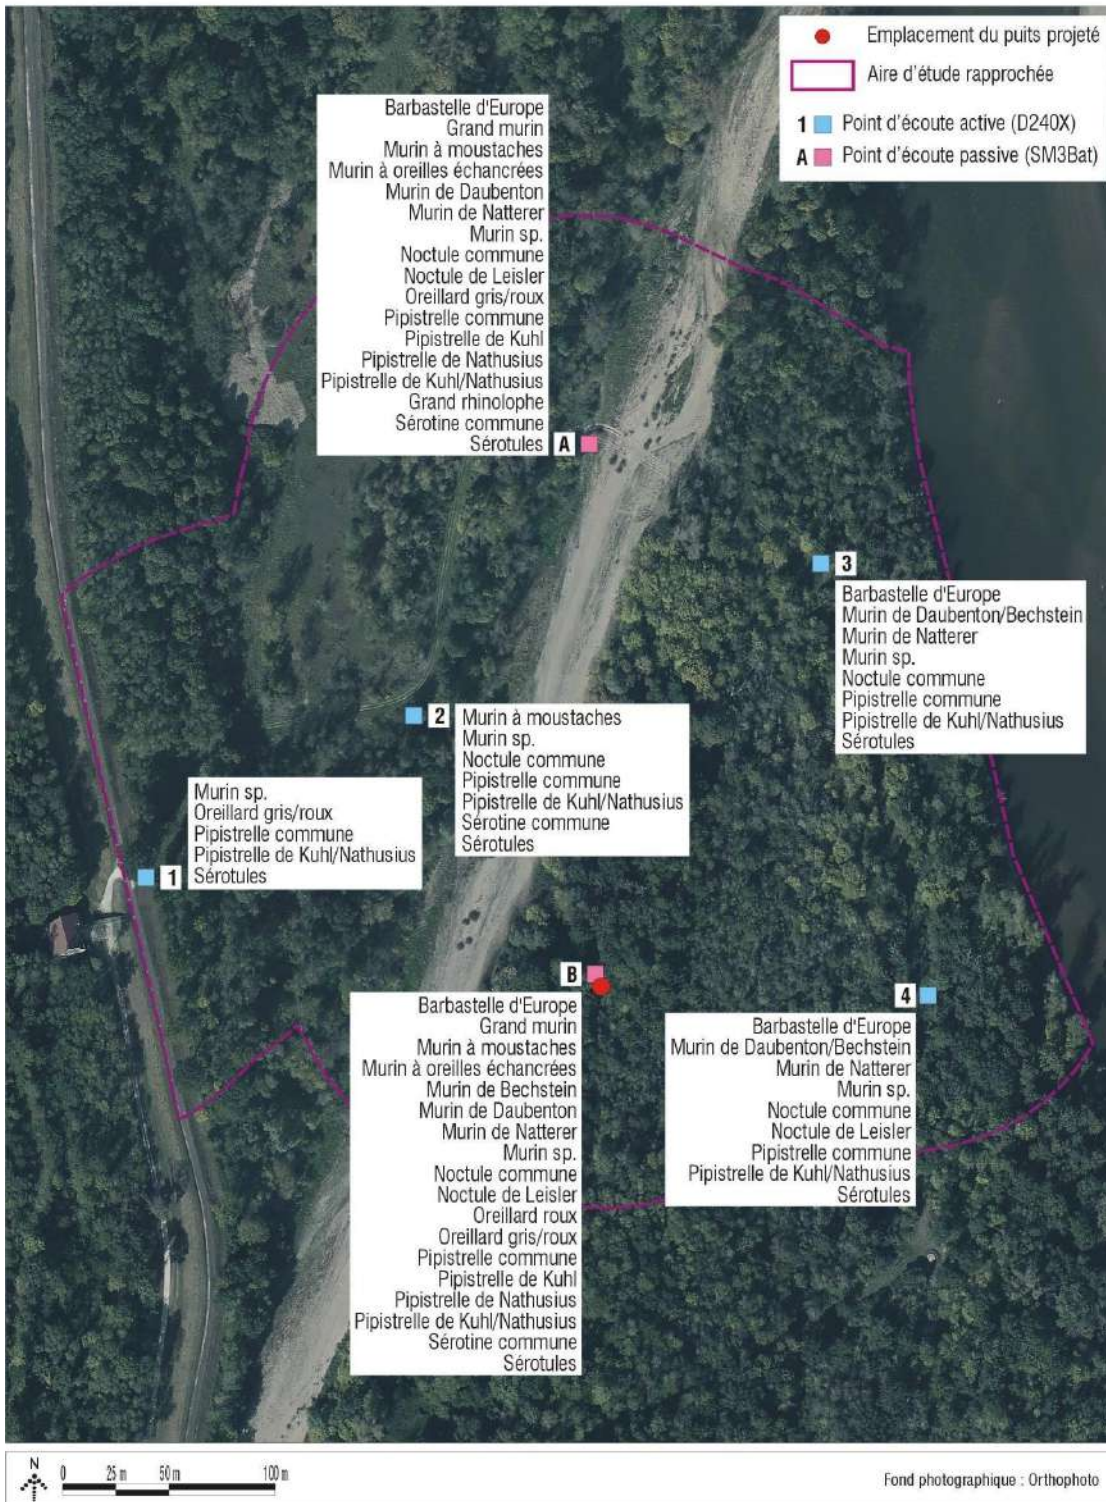 Emplacement du puits projeté
Aire d'étude rapprochée
1 Point d'écoute active (D240X)
A Point d'écoute passive (SM3Bat)
Barbastelle d'Europe
Grand murin
Murin à moustaches
Murin à oreilles échancrées
Murin de Daubenton
Murin de Natterer
Murin sp.
Noctule commune
Noctule de Leisler
Oreillard gris/roux
Pipistrelle commune
Pipistrelle de Kuhl
Pipistrelle de Nathusius
Pipistrelle de Kuhl/Nathusius
Grand rhinolophe
Sérotine commune
Sérotules
A
3
Barbastelle d'Europe
Murin de Daubenton/Bechstein
Murin de Natterer
Murin sp.
Noctule commune
Pipistrelle commune
Pipistrelle de Kuhl/Nathusius
Sérotules
2
Murin à moustaches
Murin sp.
Noctule commune
Pipistrelle commune
Pipistrelle de Kuhl/Nathusius
Sérotine commune
Sérotules
Murin sp.
Oreillard gris/roux
Pipistrelle commune
Pipistrelle de Kuhl/Nathusius
Sérotules
1
B
Barbastelle d'Europe
Grand murin
Murin à moustaches
Murin à oreilles échancrées
Murin de Bechstein
Murin de Daubenton
Murin de Natterer
Murin sp.
Noctule commune
Noctule de Leisler
Oreillard roux
Oreillard gris/roux
Pipistrelle commune
Pipistrelle de Kuhl
Pipistrelle de Nathusius
Pipistrelle de Kuhl/Nathusius
Sérotine commune
Sérotules
4
Barbastelle d'Europe
Murin de Daubenton/Bechstein
Murin de Natterer
Murin sp.
Noctule commune
Noctule de Leisler
Pipistrelle commune
Pipistrelle de Kuhl/Nathusius
Sérotules
N
0 25 m 50 m 100 m
Fond photographique : Orthophoto